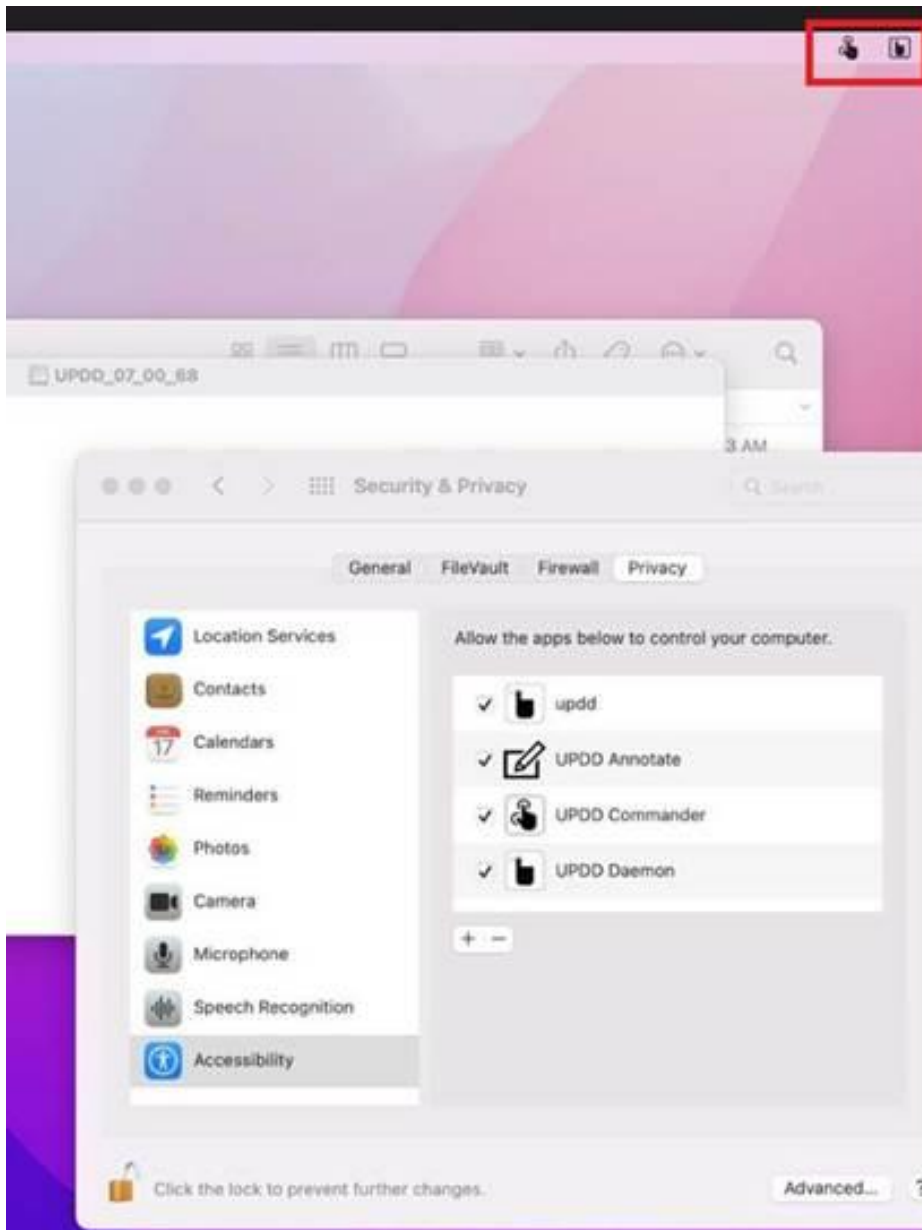 UPDD_07_00_68
3 AM
Security & Privacy
Search
General FileVault Firewall Privacy
Location Services
Contacts
17
Calendars
Reminders
Photos
Camera
Microphone
Speech Recognition
Accessibility
Allow the apps below to control your computer.
updd
UPDD Annotate
UPDD Commander
UPDD Daemon
+ −
Click the lock to prevent further changes.
Advanced...
?